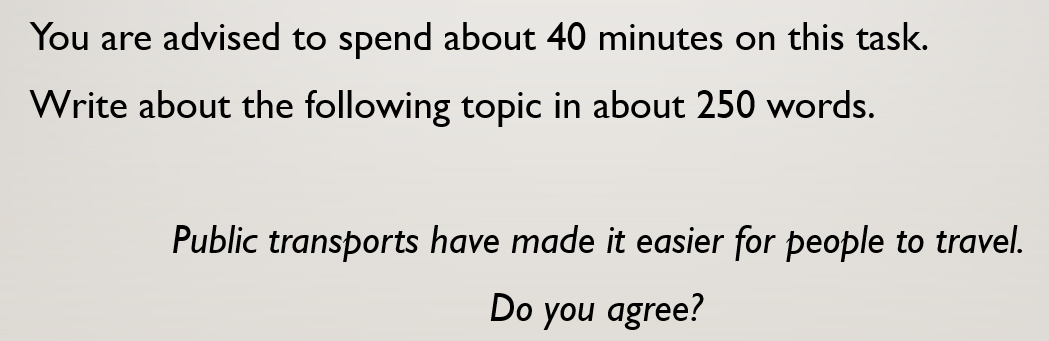 You are advised to spend about 40 minutes on this task.
Write about the following topic in about 250 words.
Public transports have made it easier for people to travel.
Do you agree?